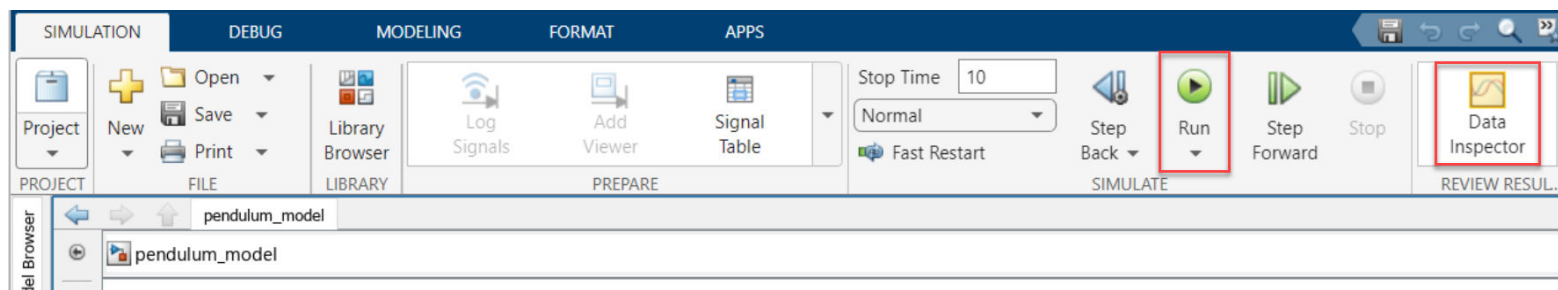 SIMULATION DEBUG MODELING FORMAT APPS
Project
New
Open
Save
Print
Library
Browser
Log
Signals
Add
Viewer
Signal
Table
Stop Time 10
Normal
Fast Restart
Step
Back
Run
Step
Forward
Stop
Data
Inspector
PROJECT FILE LIBRARY PREPARE SIMULATE REVIEW RESUL..
pendulum_model
pendulum_model
Browser